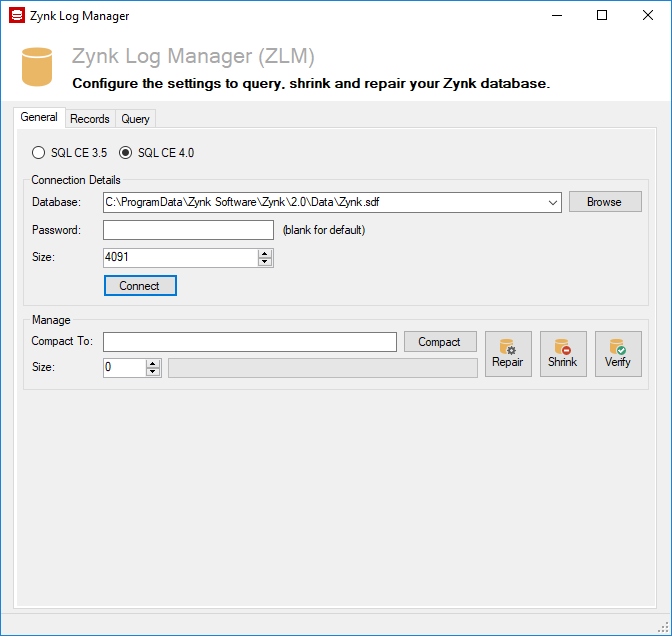 Zynk Log Manager
Zynk Log Manager (ZLM)
Configure the settings to query, shrink and repair your Zynk database.
General Records Query
SQL CE 3.5 SQL CE 4.0
Connection Details
Database: C:\ProgramData\Zynk Software\Zynk\2.0\Data\Zynk.sdf Browse
Password: (blank for default)
Size: 4091
Connect
Manage
Compact To: Compact
Repair Shrink Verify
Size: 0